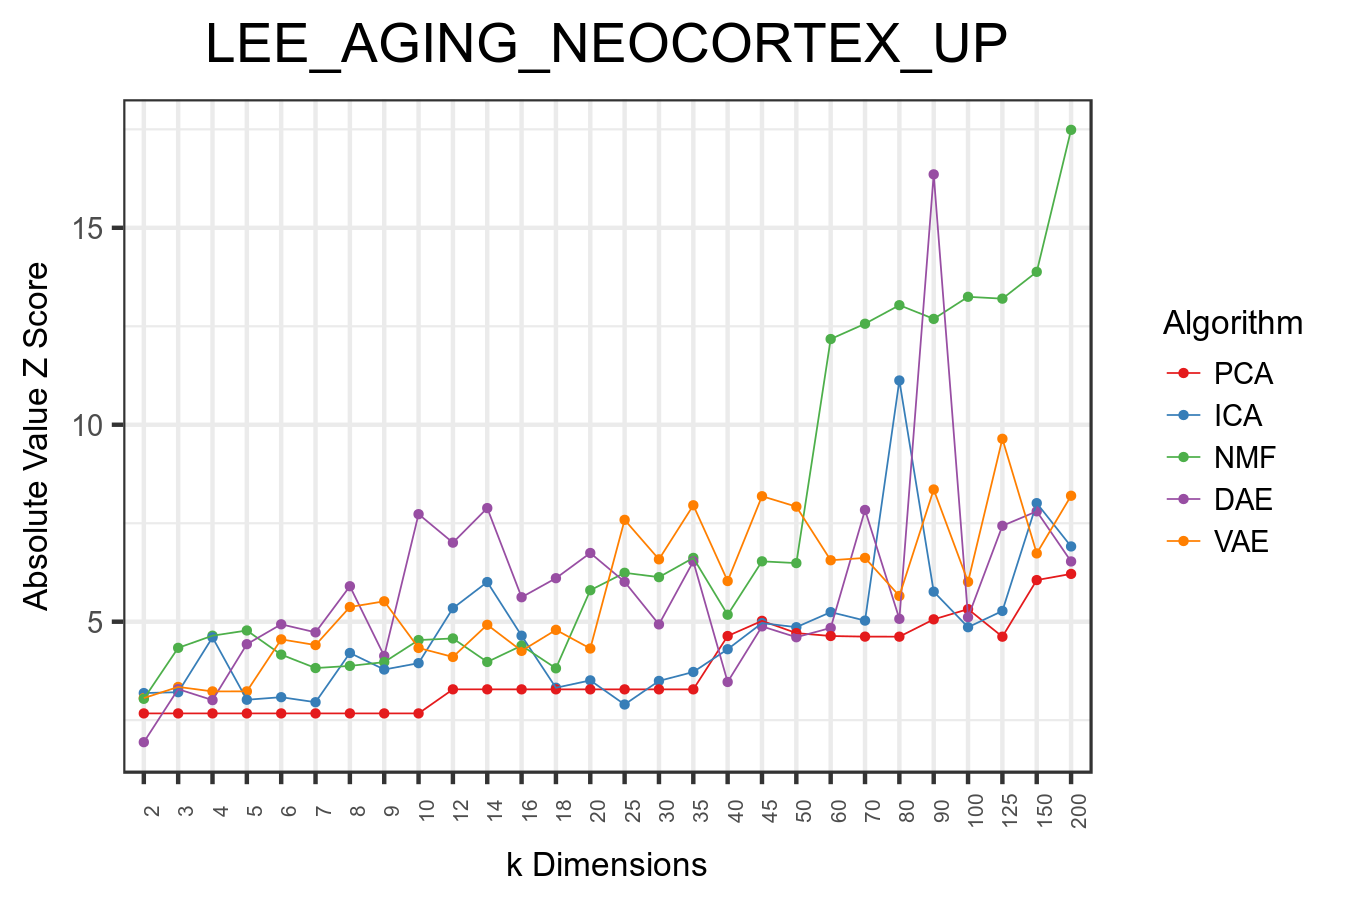 LEE_AGING_NEOCORTEX_UP
Absolute Value Z Score
15
10
5
2 3 4 5 6 7 8 9 10 12 14 16 18 20 25 30 35 40 45 50 60 70 80 90 100 125 150 200
k Dimensions
Algorithm
PCA
ICA
NMF
DAE
VAE